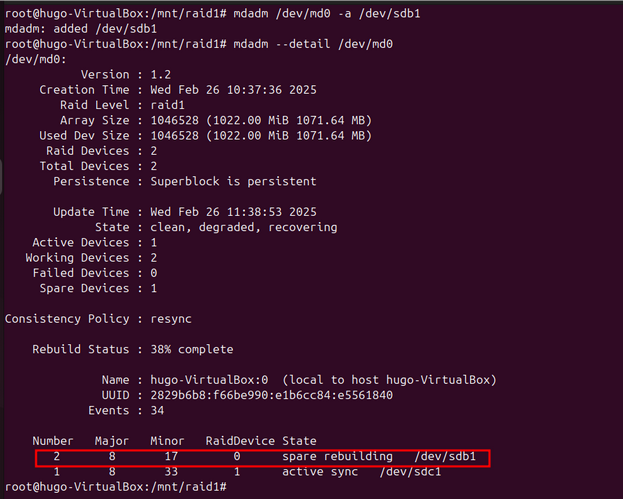 root@hugo-VirtualBox:/mnt/raid1# mdadm /dev/md0 -a /dev/sdb1
mdadm: added /dev/sdb1
root@hugo-VirtualBox:/mnt/raid1# mdadm --detail /dev/md0
/dev/md0:
Version : 1.2
Creation Time : Wed Feb 26 10:37:36 2025
Raid Level : raid1
Array Size : 1046528 (1022.00 MiB 1071.64 MB)
Used Dev Size : 1046528 (1022.00 MiB 1071.64 MB)
Raid Devices : 2
Total Devices : 2
Persistence : Superblock is persistent
Update Time : Wed Feb 26 11:38:53 2025
State : clean, degraded, recovering
Active Devices : 1
Working Devices : 2
Failed Devices : 0
Spare Devices : 1
Consistency Policy : resync
Rebuild Status : 38% complete
Name : hugo-VirtualBox:0 (local to host hugo-VirtualBox)
UUID : 2829b6b8:f66be990:e1b6cc84:e5561840
Events : 34
Number Major Minor RaidDevice State
2 8 17 0 spare rebuilding /dev/sdb1
1 8 33 1 active sync /dev/sdc1
root@hugo-VirtualBox:/mnt/raid1#